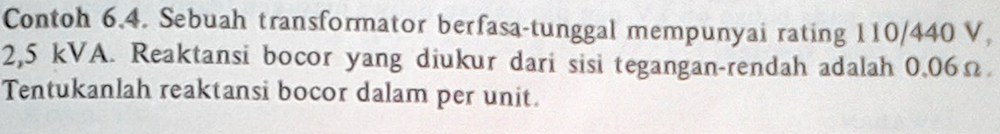 Contoh 6.4. Sebuah transformator berfasa-tunggal mempunyai rating 110/440 V,
2,5 kVA. Reaktansi bocor yang diukur dari sisi tegangan-rendah adalah 0.06 Ω.
Tentukanlah reaktansi bocor dalam per unit.